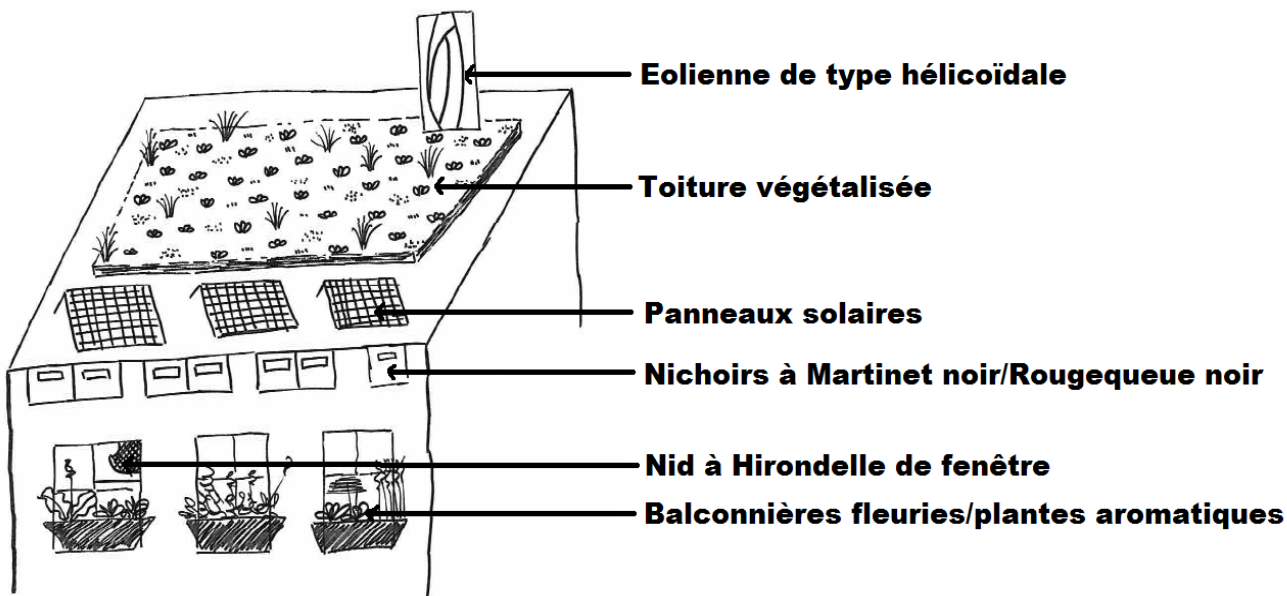 Eolienne de type hélicoïdale
Toiture végétalisée
Panneaux solaires
Nichoirs à Martinet noir/Rougequeue noir
Nid à Hirondelle de fenêtre
Balconnières fleuries/plantes aromatiques